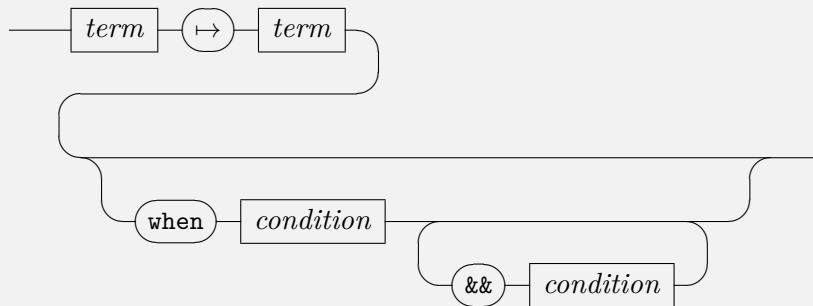 term ↦ term
when condition
&& condition